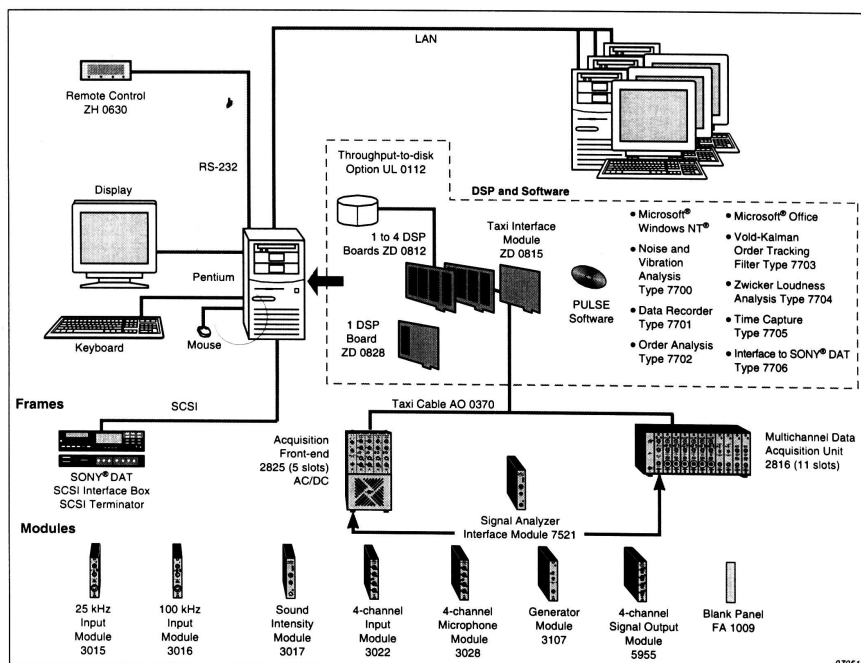 LAN
Remote Control
ZH 0630
RS-232
Throughput-to-disk
Option UL 0112
DSP and Software
Display
1 to 4 DSP
Boards ZD 0812
Taxi Interface
Module
ZD 0815
Pentium
PULSE
Software
1 DSP
Board
ZD 0828
Keyboard
Mouse
• Microsoft®
Windows NT®
• Noise and
Vibration
Analysis
Type 7700
• Data Recorder
Type 7701
• Order Analysis
Type 7702
• Microsoft® Office
• Vold-Kalman
Order Tracking
Filter Type 7703
• Zwicker Loudness
Analysis Type 7704
• Time Capture
Type 7705
• Interface to SONY® DAT
Type 7706
Frames
SCSI
Taxi Cable AO 0370
SONY® DAT
SCSI Interface Box
SCSI Terminator
Acquisition
Front-end
2825 (5 slots)
AC/DC
Multichannel Data
Acquisition Unit
2816 (11 slots)
Signal Analyzer
Interface Module 7521
Modules
25 kHz
Input
Module
3015
100 kHz
Input
Module
3016
Sound
Intensity
Module
3017
4-channel
Input
Module
3022
4-channel
Microphone
Module
3028
Generator
Module
3107
4-channel
Signal Output
Module
5955
Blank Panel
FA 1009